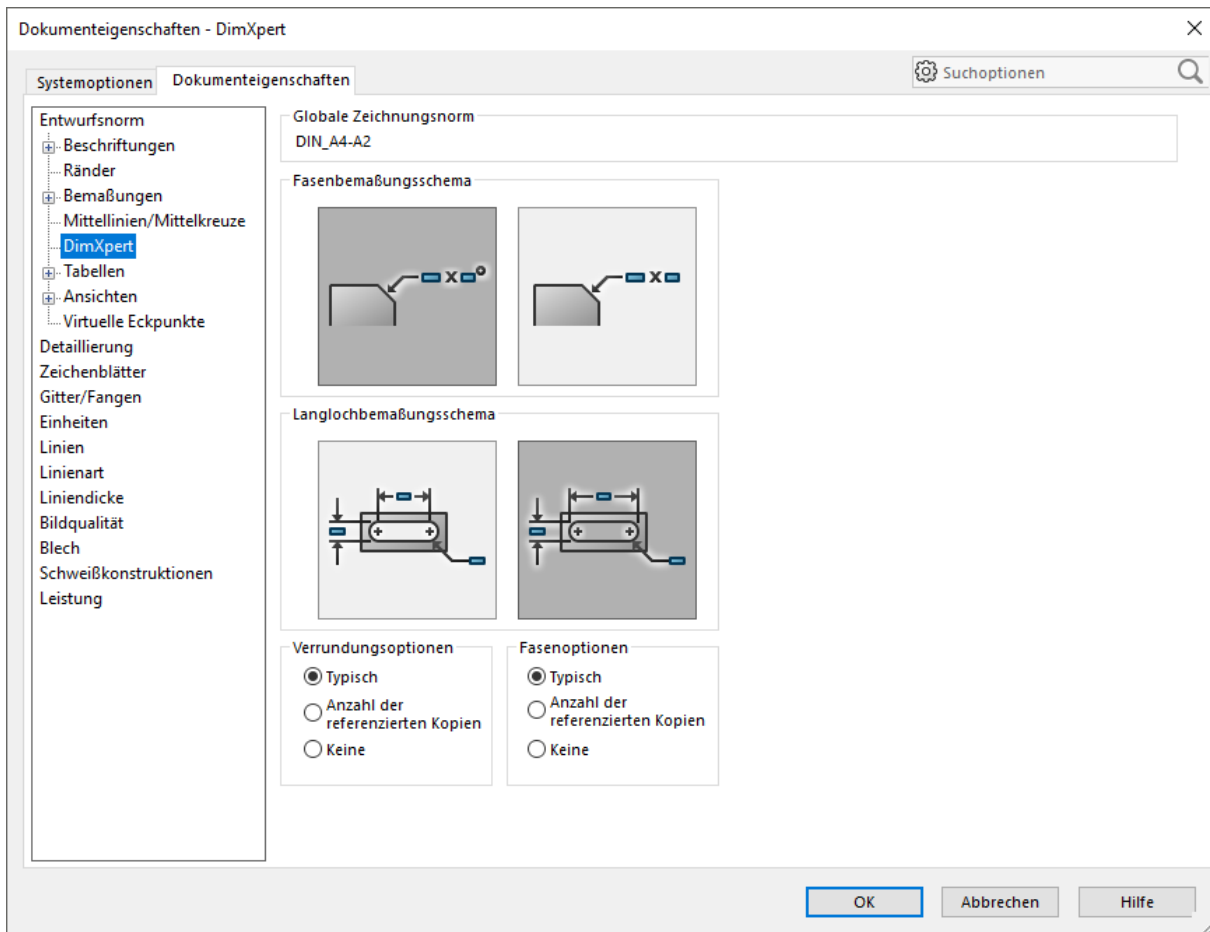 Dokumenteigenschaften - DimXpert
Systemoptionen
Dokumenteigenschaften
Suchoptionen
Entwurfsnorm
Beschriftungen
Ränder
Bemaßungen
Mittellinien/Mittelkreuze
DimXpert
Tabellen
Ansichten
Virtuelle Eckpunkte
Detaillierung
Zeichenblätter
Gitter/Fangen
Einheiten
Linien
Linienart
Liniendicke
Bildqualität
Blech
Schweißkonstruktionen
Leistung
Globale Zeichnungsnorm
DIN_A4-A2
Fasenbemaßungsschema
X
X
Langlochbemaßungsschema
Verrundungsoptionen
Typisch
Anzahl der
referenzierten Kopien
Keine
Fasenoptionen
Typisch
Anzahl der
referenzierten Kopien
Keine
OK
Abbrechen
Hilfe